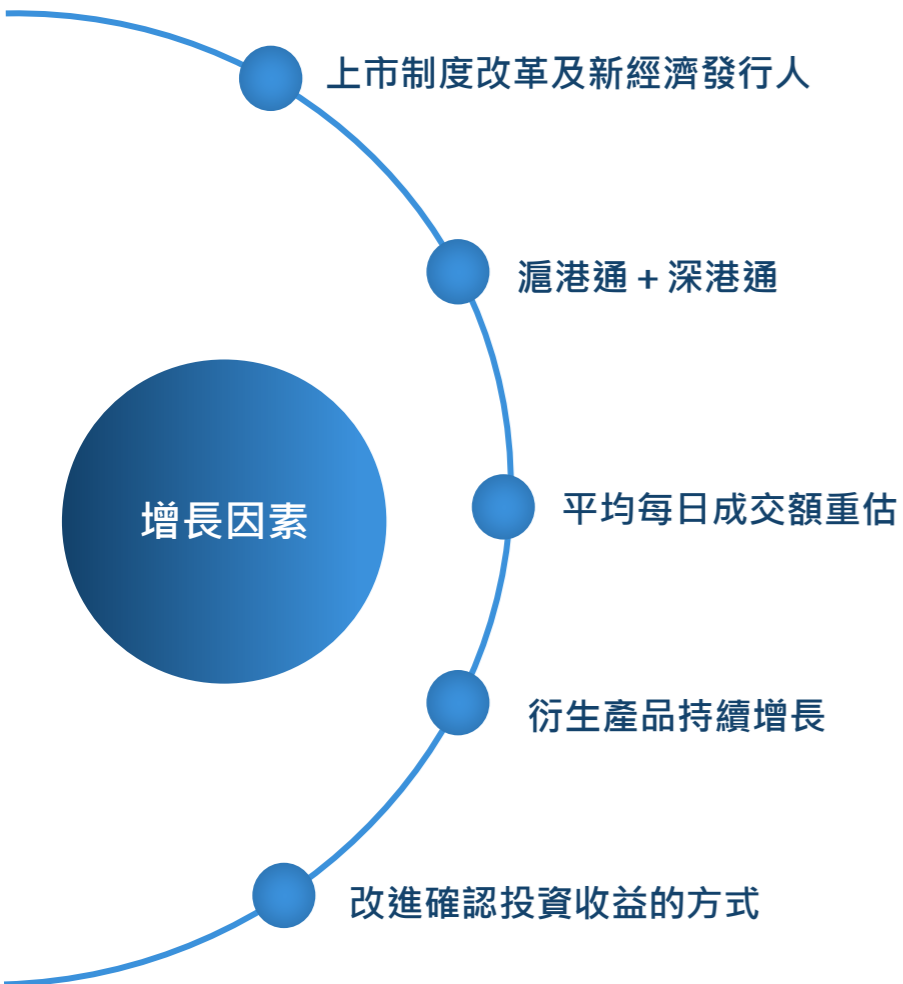 上市制度改革及新經濟發行人
滬港通 + 深港通
增長因素
平均每日成交額重估
衍生產品持續增長
改進確認投資收益的方式